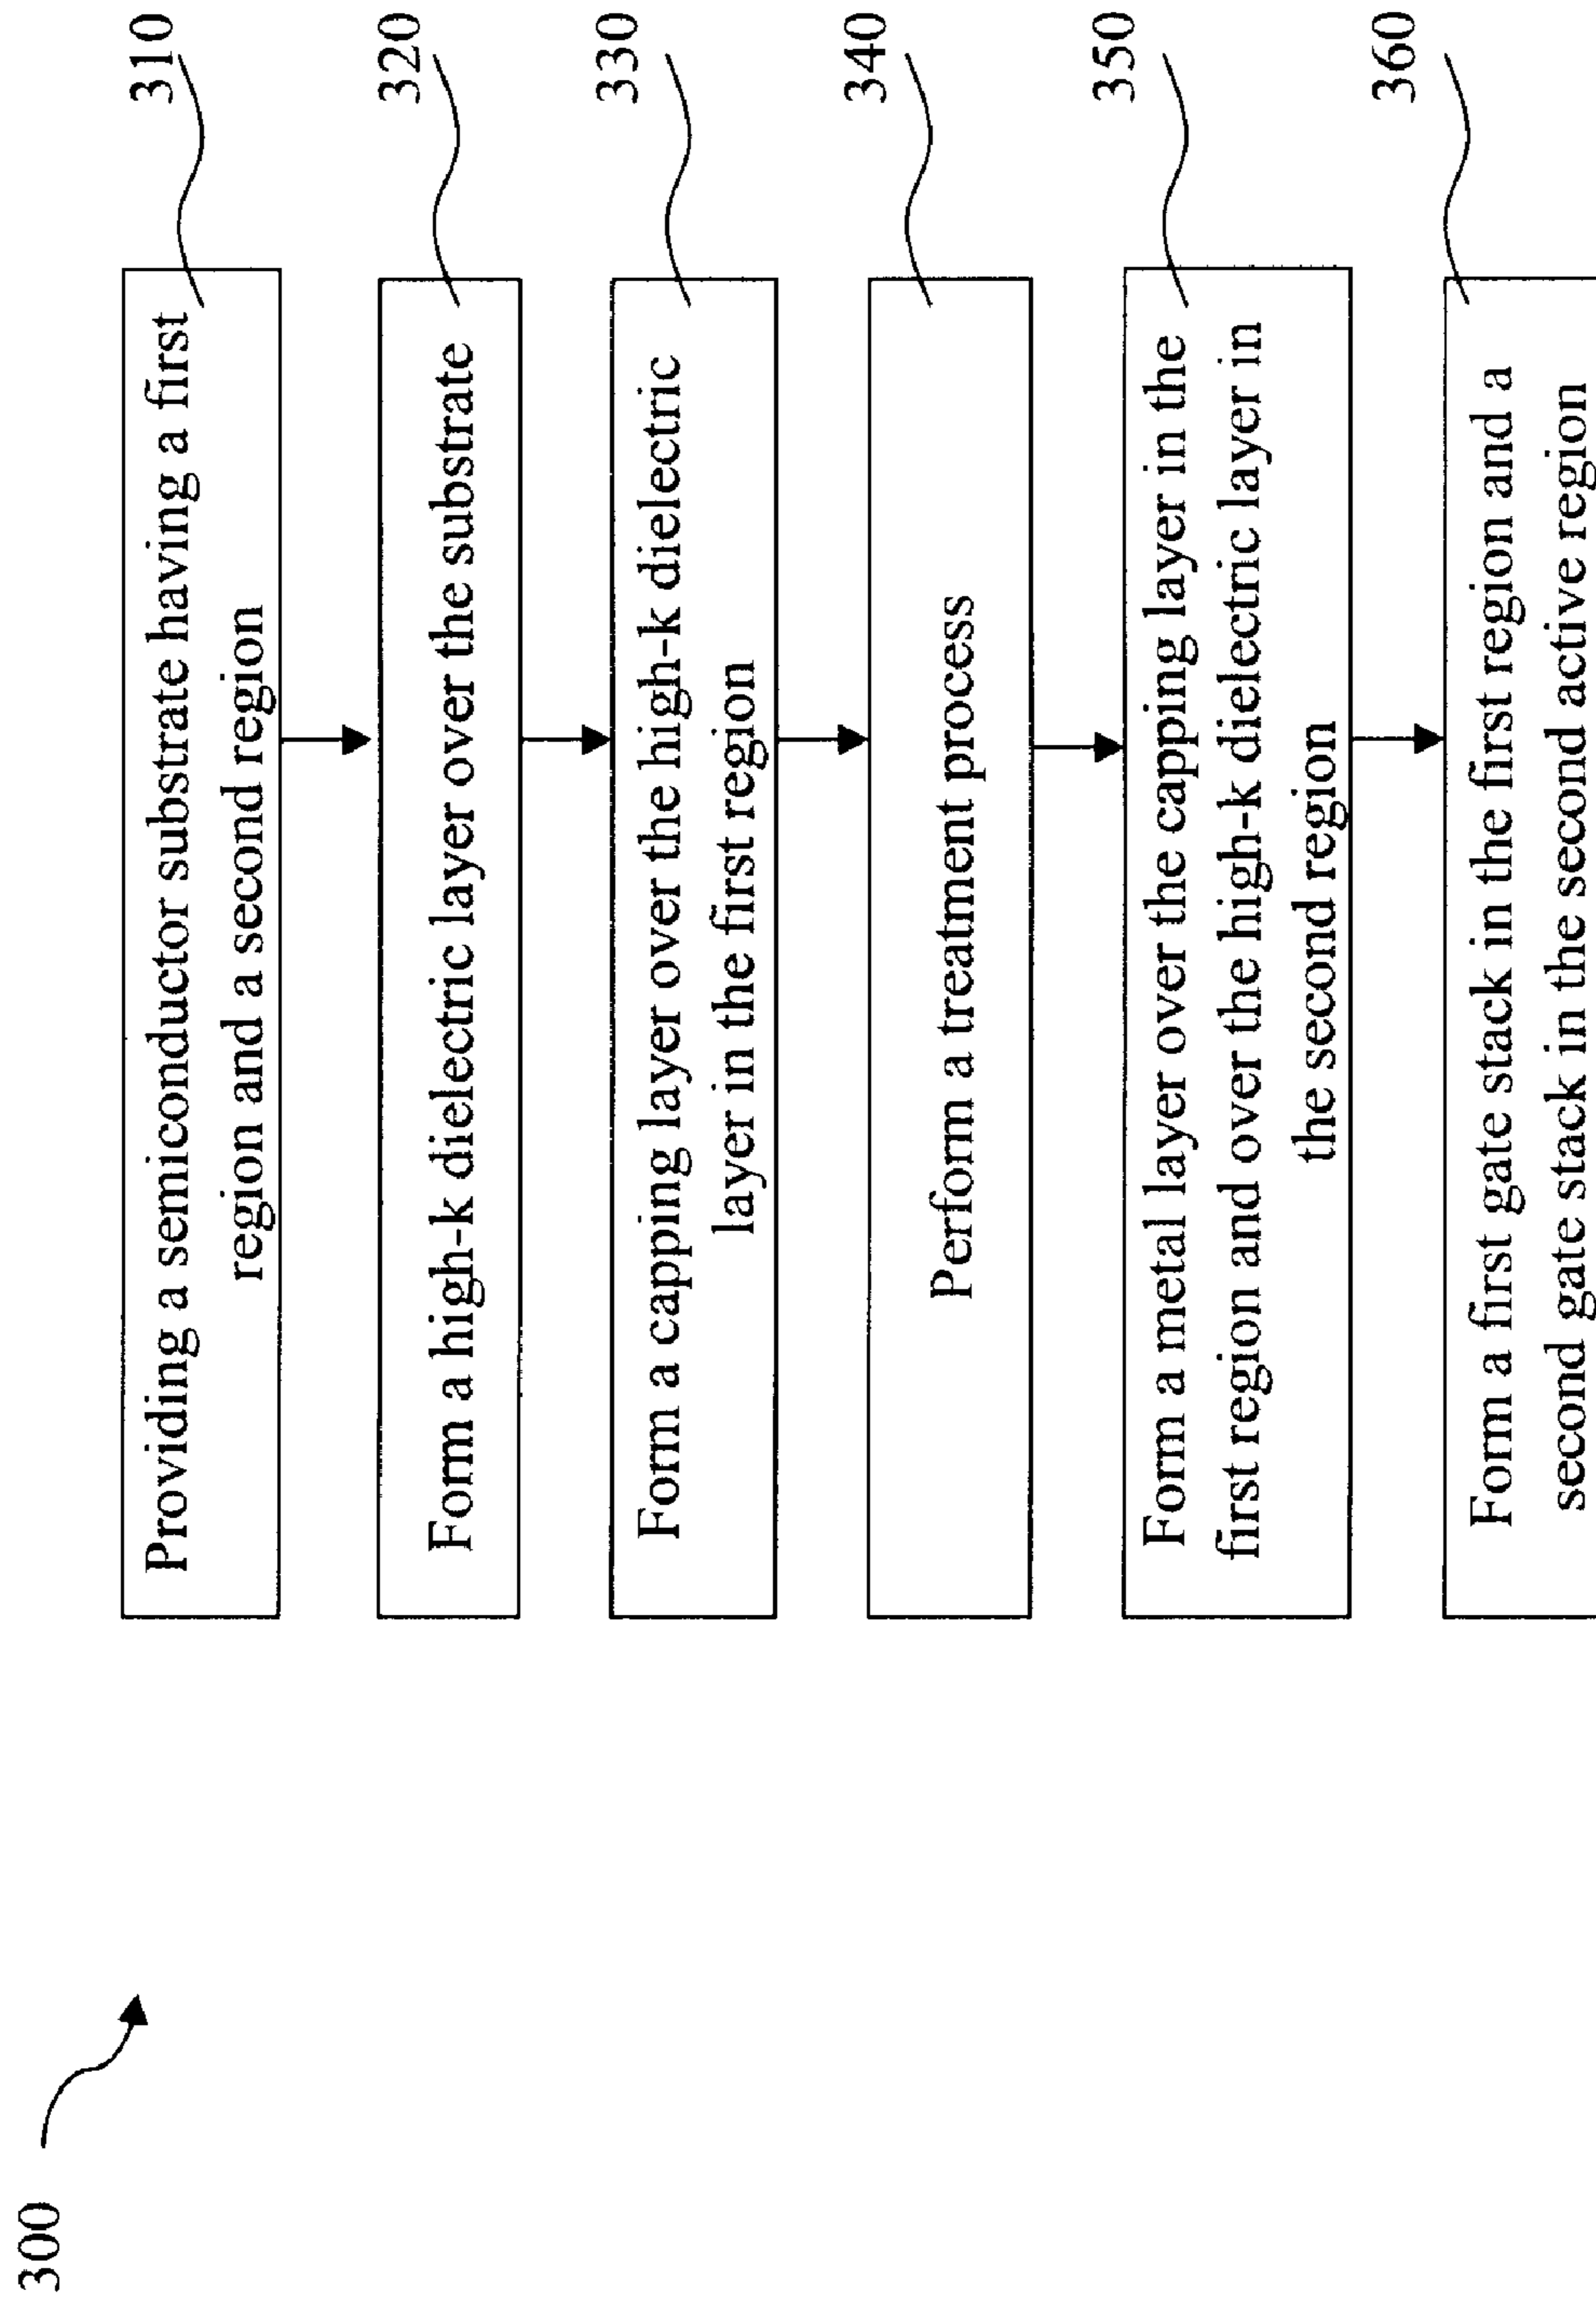 300
Providing a semiconductor substrate having a first
region and a second region
310
Form a high-k dielectric layer over the substrate
320
Form a capping layer over the high-k dielectric
layer in the first region
330
Perform a treatment process
340
Form a metal layer over the capping layer in the
first region and over the high-k dielectric layer in
the second region
350
Form a first gate stack in the first region and a
second gate stack in the second active region
360